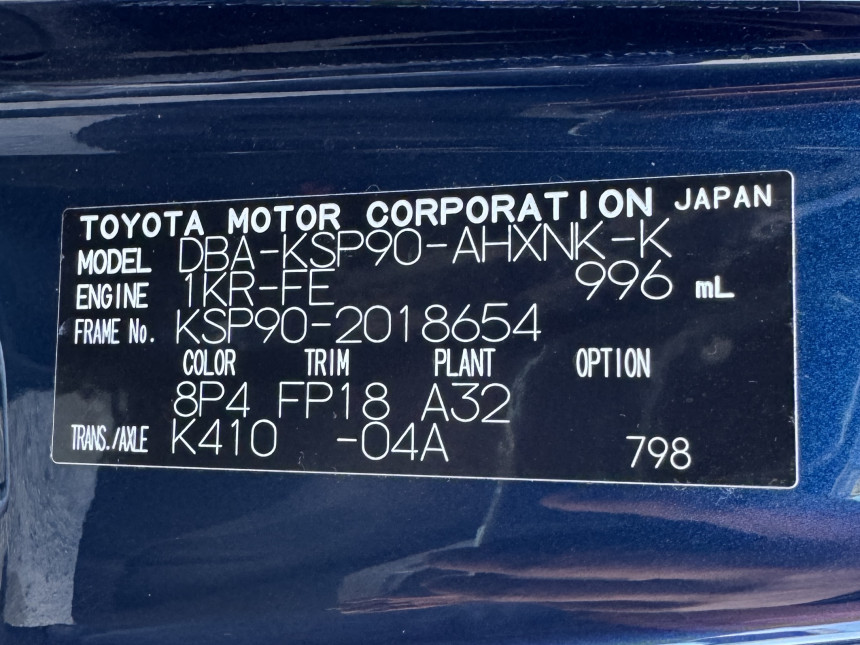 TOYOTA MOTOR CORPORATION JAPAN
MODEL DBA-KSP90-AHXNK-K
ENGINE 1KR-FE 996 mL
FRAME No. KSP90-2018654
COLOR TRIM PLANT OPTION
8P4 FP18 A32
TRANS./AXLE K410 -04A 798